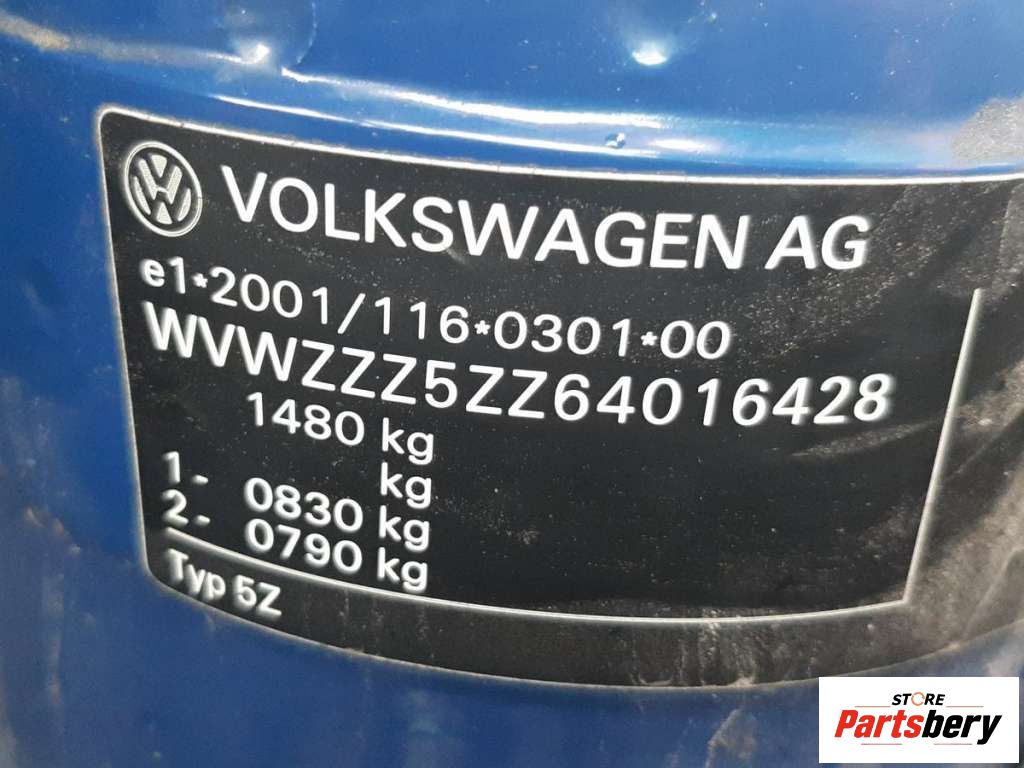 VOLKSWAGEN AG
e1*2001/116*0301*00
WVWZZZ5ZZ64016428
1480 kg
kg
1- 0830 kg
2- 0790 kg
Typ 5Z
STORE
Partsbery